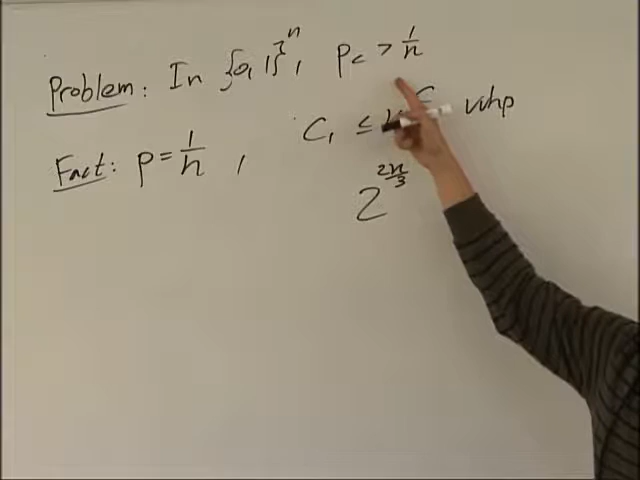 Problem: In {0,1}^n, p_c > 1/n
Fact: p = 1/n, C_1 ≤ n^C whp
2^{2n/3}